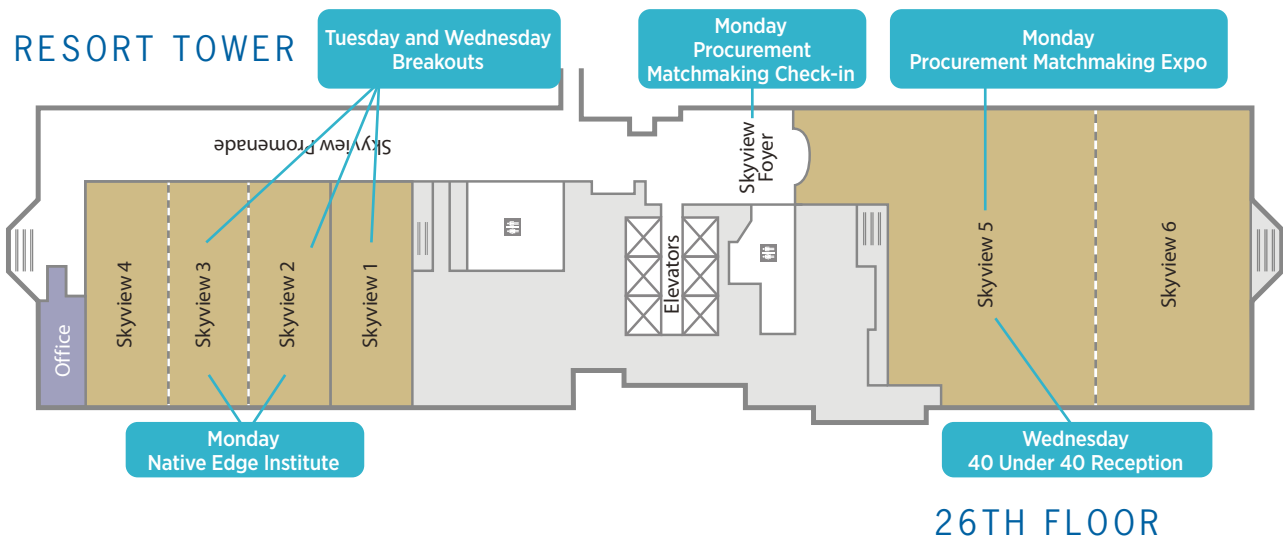 RESORT TOWER
Tuesday and Wednesday
Breakouts
Monday
Procurement
Matchmaking Check-in
Monday
Procurement Matchmaking Expo
Skyview Promenade
Skyview
Foyer
Office
Skyview 4
Skyview 3
Skyview 2
Skyview 1
Elevators
Skyview 5
Skyview 6
Monday
Native Edge Institute
Wednesday
40 Under 40 Reception
26TH FLOOR